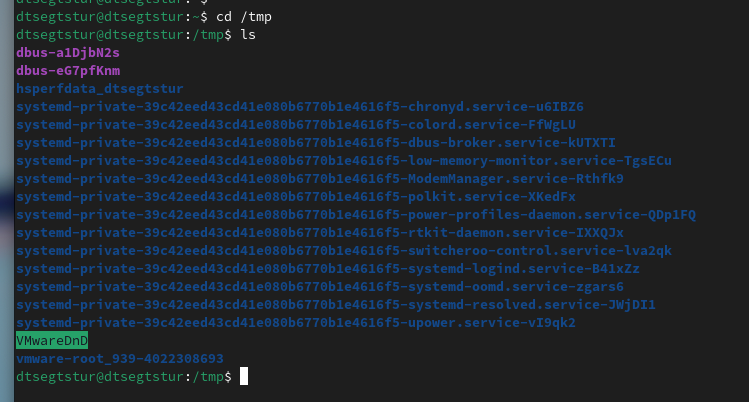 dtsegtstur@dtsegtstur:~$ cd /tmp
dtsegtstur@dtsegtstur:/tmp$ ls
dbus-a1DjbN2s
dbus-eG7pfKnm
hsperfdata_dtsegtstur
systemd-private-39c42eed43cd41e080b6770b1e4616f5-chronyd.service-u6IBZ6
systemd-private-39c42eed43cd41e080b6770b1e4616f5-colord.service-FfWgLU
systemd-private-39c42eed43cd41e080b6770b1e4616f5-dbus-broker.service-kUTXTI
systemd-private-39c42eed43cd41e080b6770b1e4616f5-low-memory-monitor.service-TgsECu
systemd-private-39c42eed43cd41e080b6770b1e4616f5-ModemManager.service-Rthfk9
systemd-private-39c42eed43cd41e080b6770b1e4616f5-polkit.service-XKedFx
systemd-private-39c42eed43cd41e080b6770b1e4616f5-power-profiles-daemon.service-QDp1FQ
systemd-private-39c42eed43cd41e080b6770b1e4616f5-rtkit-daemon.service-IXXQJx
systemd-private-39c42eed43cd41e080b6770b1e4616f5-switcheroo-control.service-lva2qk
systemd-private-39c42eed43cd41e080b6770b1e4616f5-systemd-logind.service-B41xZz
systemd-private-39c42eed43cd41e080b6770b1e4616f5-systemd-oomd.service-zgars6
systemd-private-39c42eed43cd41e080b6770b1e4616f5-systemd-resolved.service-JWjDI1
systemd-private-39c42eed43cd41e080b6770b1e4616f5-upower.service-vI9qk2
VMwareDnD
vmware-root_939-4022308693
dtsegtstur@dtsegtstur:/tmp$